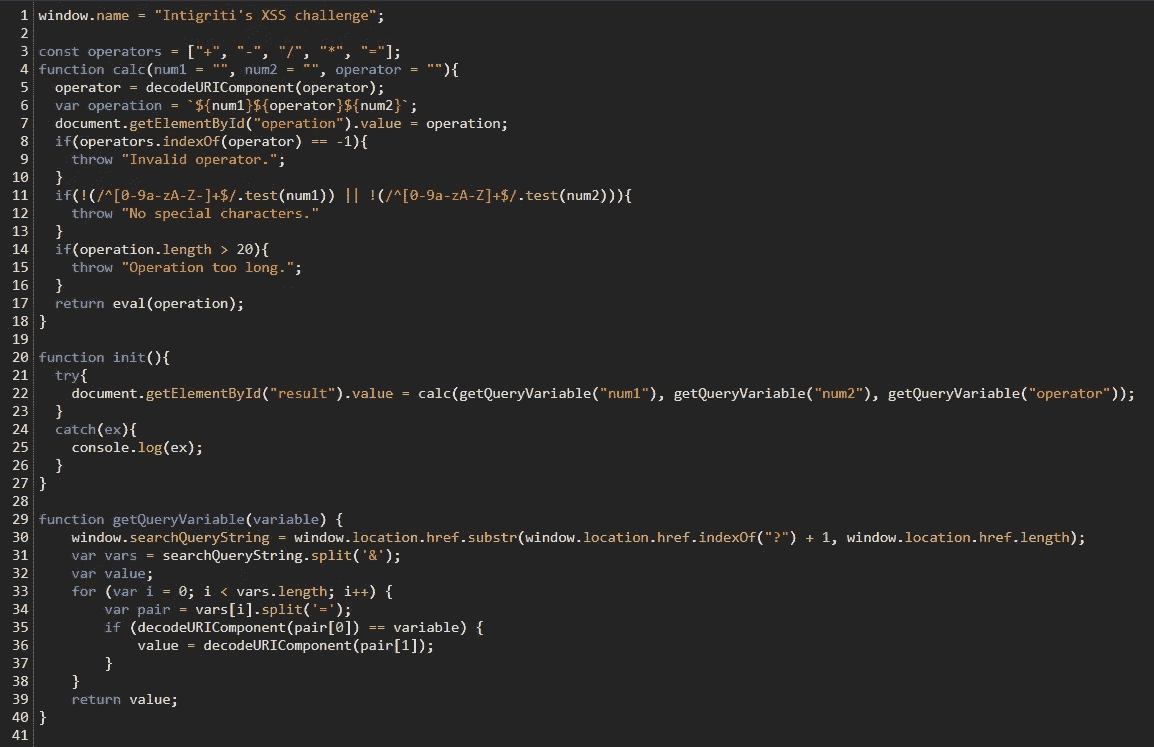 1 window.name = "Intigriti's XSS challenge";
2
3 const operators = ["+", "-", "/", "*", "="];
4 function calc(num1 = "", num2 = "", operator = ""){
5   operator = decodeURIComponent(operator);
6   var operation = `${num1}${operator}${num2}`;
7   document.getElementById("operation").value = operation;
8   if(operators.indexOf(operator) == -1){
9     throw "Invalid operator.";
10   }
11   if(!(/^[0-9a-zA-Z-]+$/.test(num1)) || !(/^[0-9a-zA-Z]+$/.test(num2))){
12     throw "No special characters."
13   }
14   if(operation.length > 20){
15     throw "Operation too long.";
16   }
17   return eval(operation);
18 }
19
20 function init(){
21   try{
22     document.getElementById("result").value = calc(getQueryVariable("num1"), getQueryVariable("num2"), getQueryVariable("operator"));
23   }
24   catch(ex){
25     console.log(ex);
26   }
27 }
28
29 function getQueryVariable(variable) {
30     window.searchQueryString = window.location.href.substr(window.location.href.indexOf("?") + 1, window.location.href.length);
31     var vars = searchQueryString.split('&');
32     var value;
33     for (var i = 0; i < vars.length; i++) {
34         var pair = vars[i].split('=');
35         if (decodeURIComponent(pair[0]) == variable) {
36             value = decodeURIComponent(pair[1]);
37         }
38     }
39     return value;
40 }
41